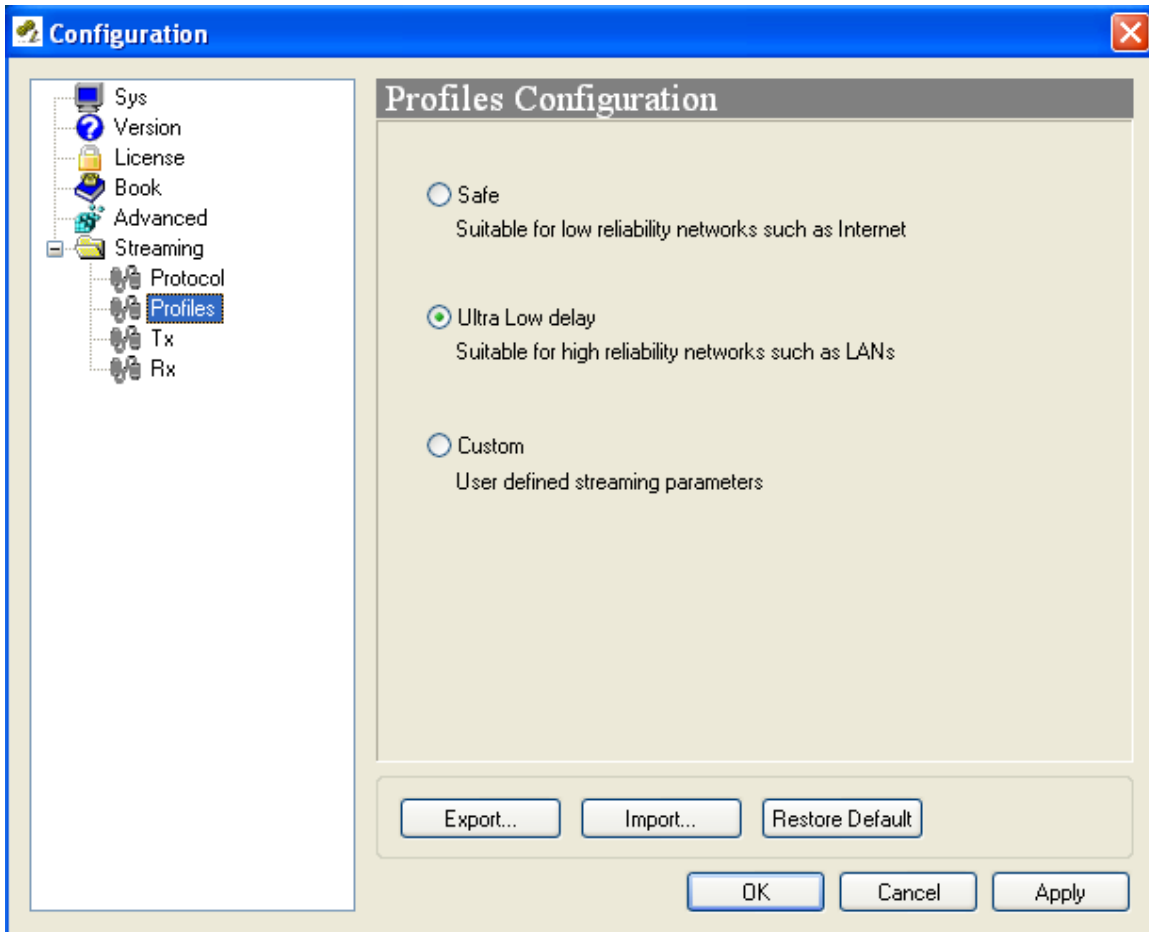 Configuration
Sys
Version
License
Book
Advanced
Streaming
Protocol
Profiles
Tx
Rx
Profiles Configuration
Safe
Suitable for low reliability networks such as Internet
Ultra Low delay
Suitable for high reliability networks such as LANs
Custom
User defined streaming parameters
Export... Import... Restore Default
OK Cancel Apply